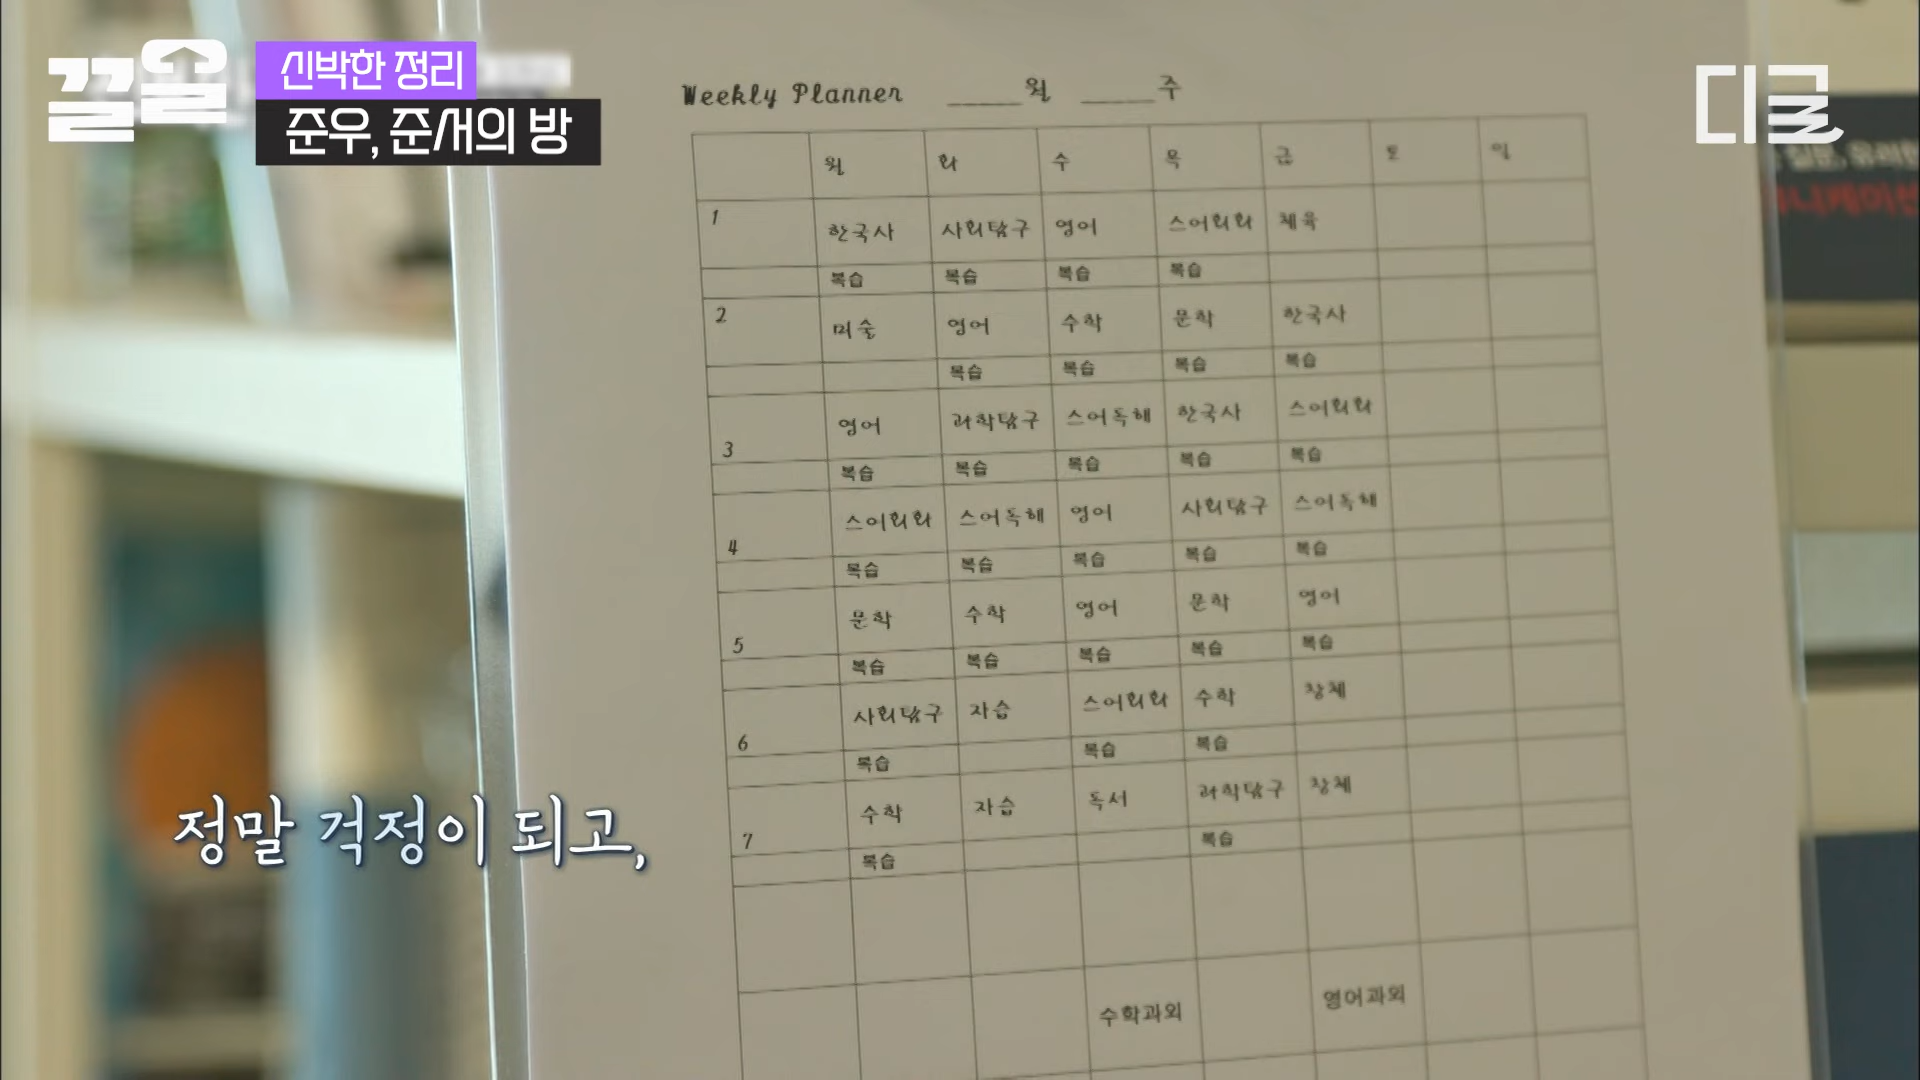 끌올
신박한 정리
준우, 준서의 방
디글
Weekly Planner ____월 ____주
월 화 수 목 금 토 일
1 한국사 사회탐구 영어 스어회화 체육
복습 복습 복습 복습
2 미술 영어 수학 문학 한국사
복습 복습 복습 복습
3 영어 과학탐구 스어독해 한국사 스어회화
복습 복습 복습 복습 복습
4 스어회화 스어독해 영어 사회탐구 스어독해
복습 복습 복습 복습 복습
5 문학 수학 영어 문학 영어
복습 복습 복습 복습 복습
6 사회탐구 자습 스어회화 수학 창체
복습 복습 복습
7 수학 자습 독서 과학탐구 창체
복습 복습
수학과외 영어과외
정말 걱정이 되고,